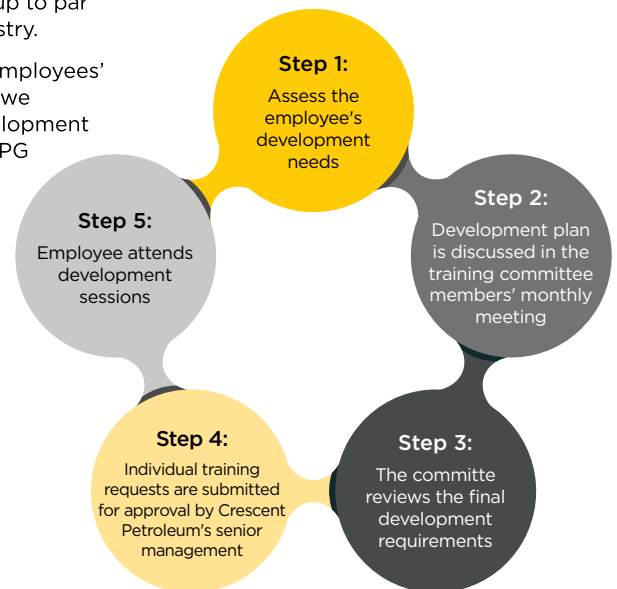 up to par
stry.
mployees'
we
lopment
PG
Step 1:
Assess the
employee's
development
needs
Step 2:
Development plan
is discussed in the
training committee
members' monthly
meeting
Step 3:
The committe
reviews the final
development
requirements
Step 4:
Individual training
requests are submitted
for approval by Crescent
Petroleum's senior
management
Step 5:
Employee attends
development
sessions